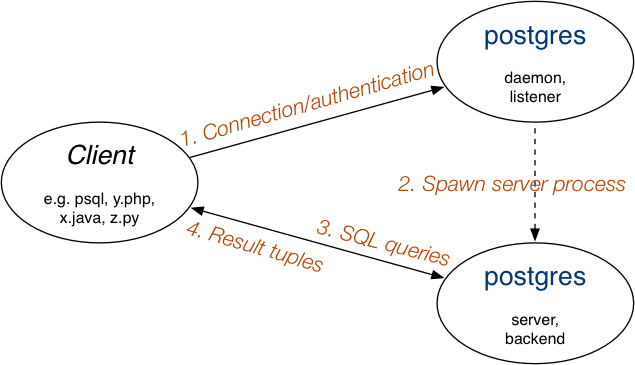 postgres
daemon,
listener
1. Connection/authentication
Client
e.g. psql, y.php,
x.java, z.py
2. Spawn server process
3. SQL queries
4. Result tuples
postgres
server,
backend